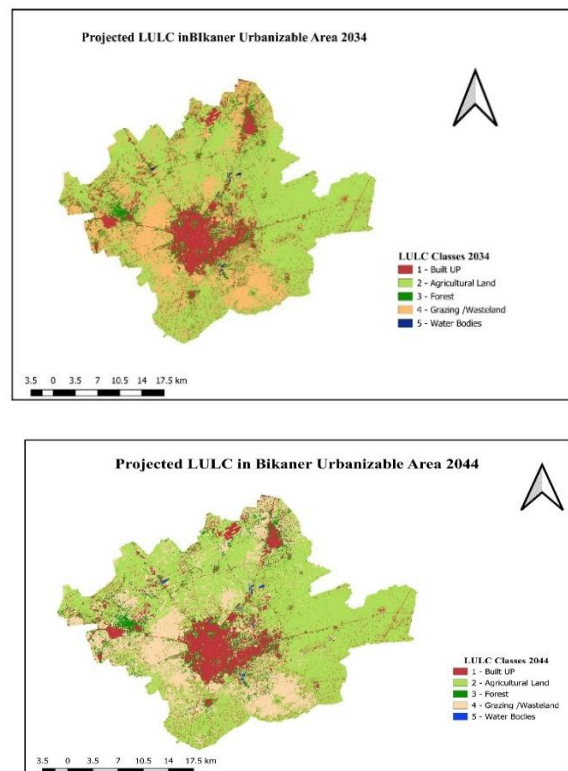 Projected LULC inBIkaner Urbanizable Area 2034
LULC Classes 2034
1 - Built UP
2 - Agricultural Land
3 - Forest
4 - Grazing /Wasteland
5 - Water Bodies
3.5 0 3.5 7 10.5 14 17.5 km
Projected LULC in Bikaner Urbanizable Area 2044
LULC Classes 2044
1 - Built UP
2 - Agricultural Land
3 - Forest
4 - Grazing /Wasteland
5 - Water Bodies
3.5 0 3.5 7 10.5 14 17.5 km